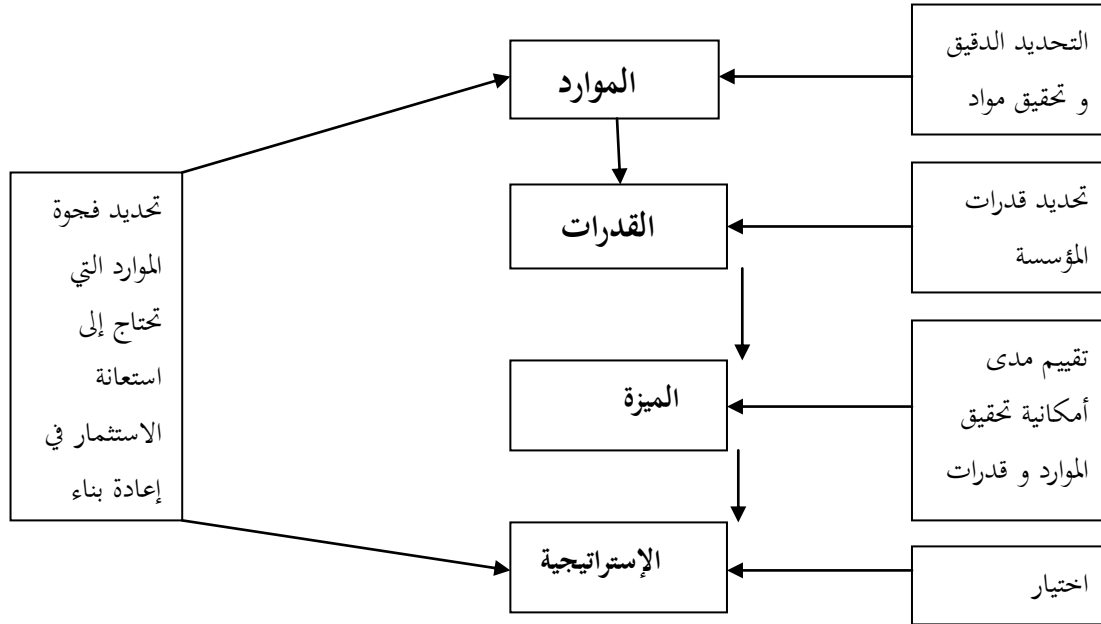 التحديد الدقيق
و تحقيق مواد
الموارد
تحديد قدرات
المؤسسة
القدرات
تحديد فجوة
الموارد التي
تحتاج إلى
استعانة
الاستثمار في
إعادة بناء
تقييم مدى
أمكانية تحقيق
الموارد و قدرات
الميزة
اختيار
الإستراتيجية